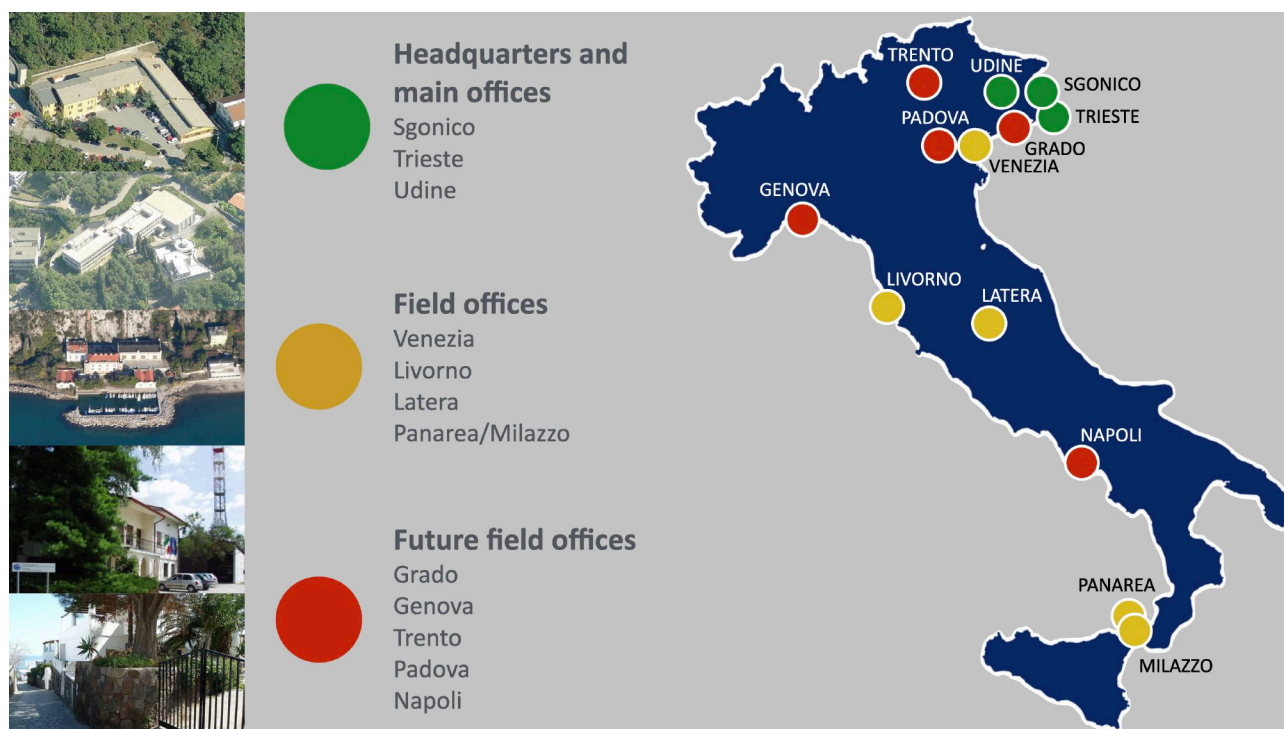 Headquarters and
main offices
Sgonico
Trieste
Udine
Field offices
Venezia
Livorno
Latera
Panarea/Milazzo
Future field offices
Grado
Genova
Trento
Padova
Napoli
TRENTO
UDINE
SGONICO
PADOVA
TRIESTE
GRADO
VENEZIA
GENOVA
LIVORNO
LATERA
NAPOLI
PANAREA
MILAZZO